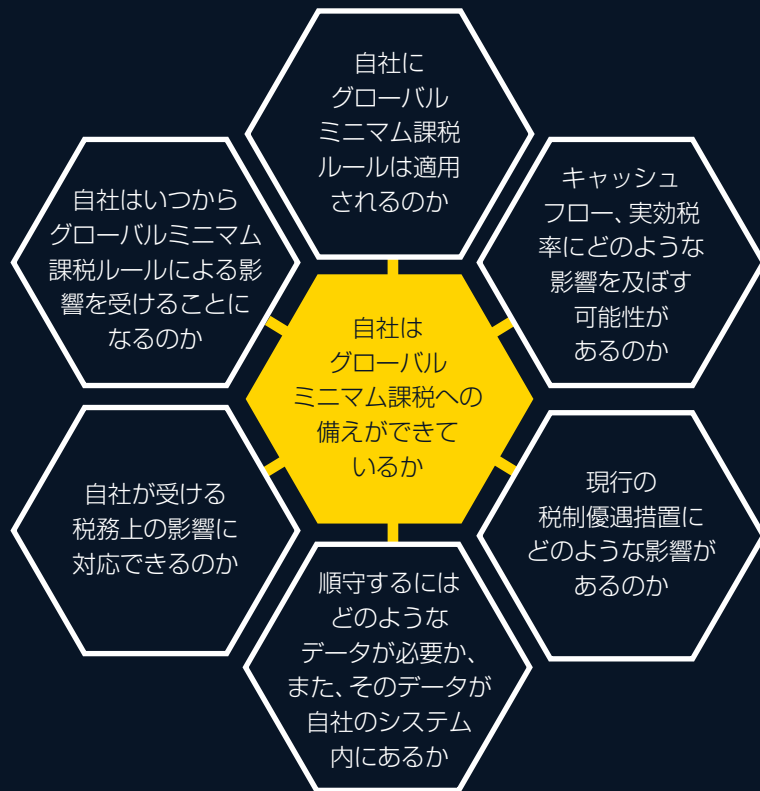 自社に
グローバル
ミニマム課税
ルールは適用
されるのか
キャッシュ
フロー、実効税
率にどのような
影響を及ぼす
可能性が
あるのか
現行の
税制優遇措置に
どのような影響が
あるのか
順守するには
どのような
データが必要か、
また、そのデータが
自社のシステム
内にあるか
自社が受ける
税務上の影響に
対応できるのか
自社はいつから
グローバルミニマム
課税ルールによる影
響を受けることに
なるのか
自社は
グローバル
ミニマム課税への
備えができて
いるか